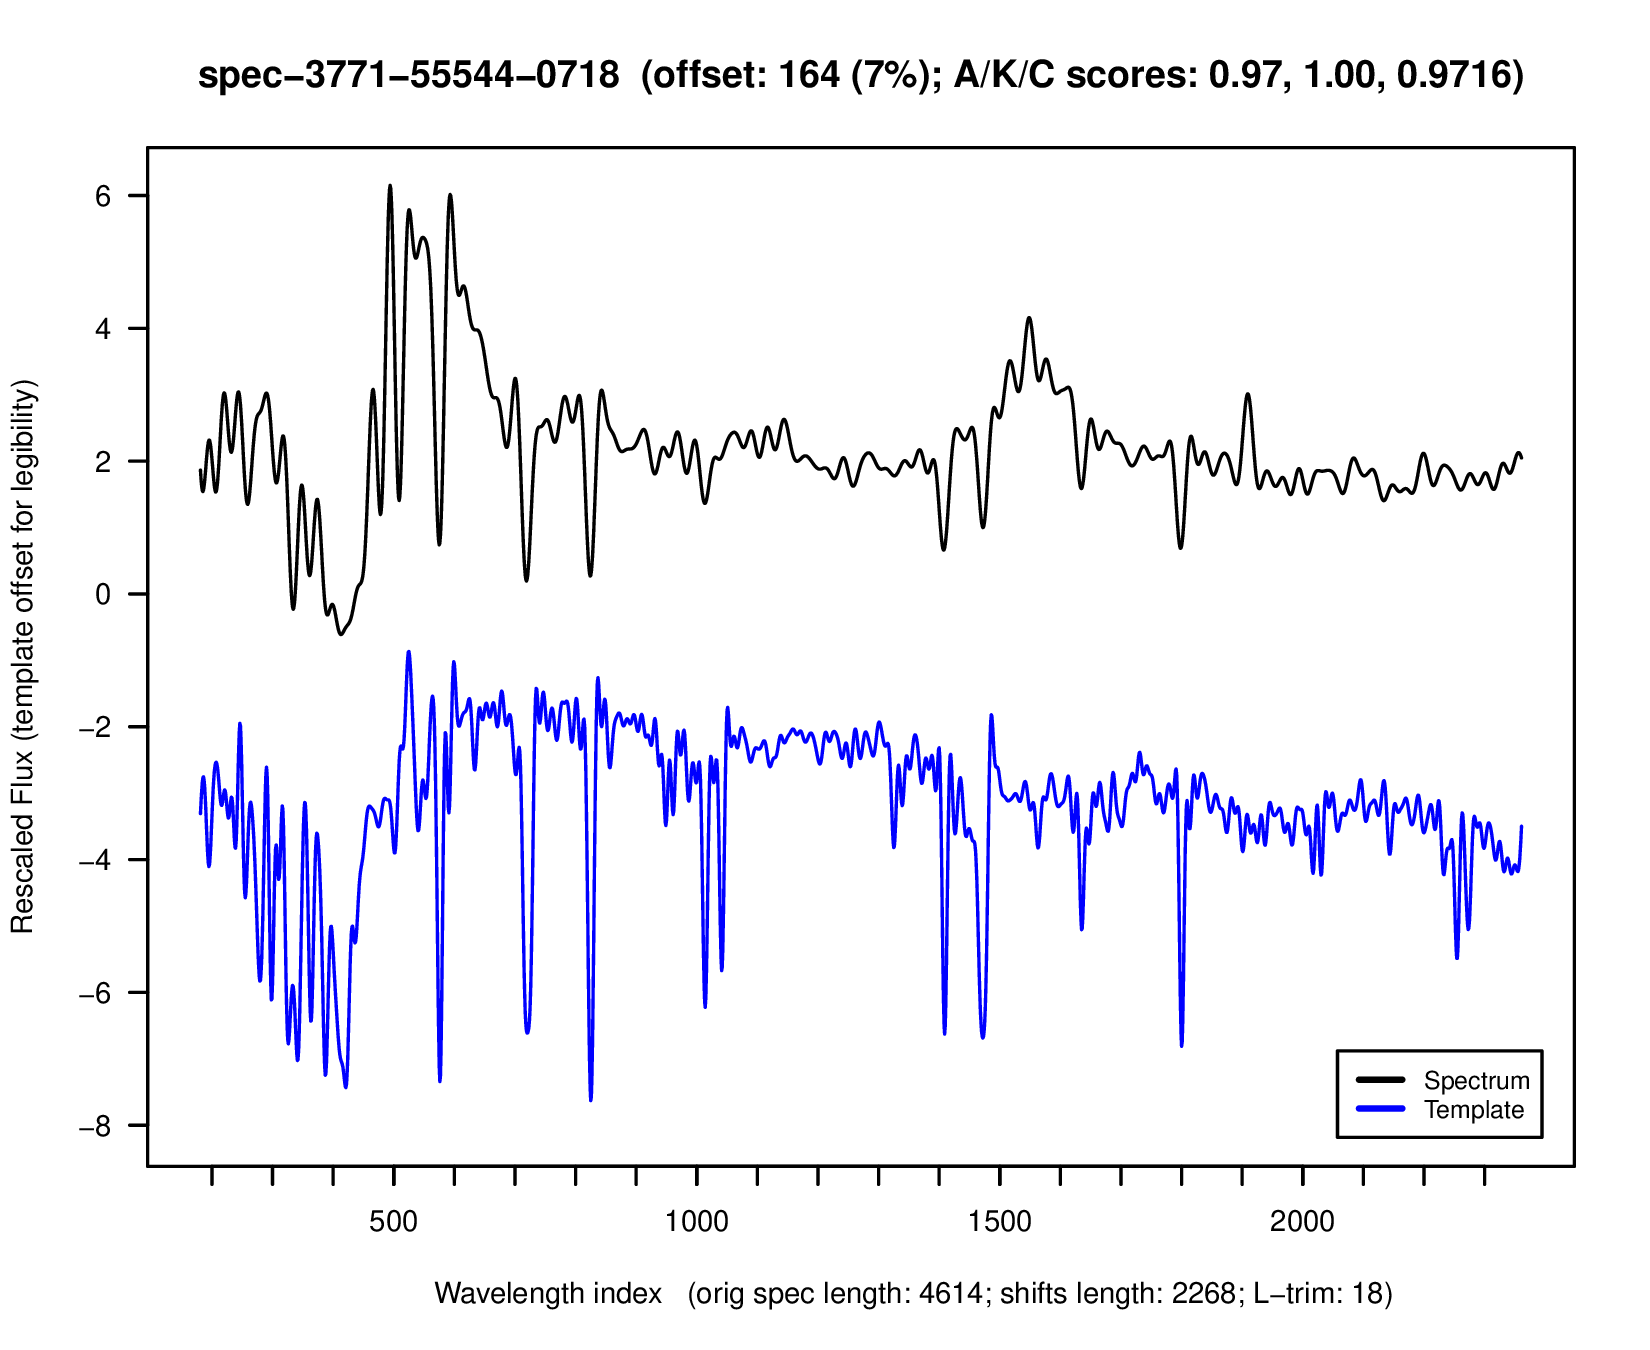 spec−3771−55544−0718 (offset: 164 (7%); A/K/C scores: 0.97, 1.00, 0.9716)
Rescaled Flux (template offset for legibility)
6
4
2
0
−2
−4
−6
−8
Spectrum
Template
500 1000 1500 2000
Wavelength index (orig spec length: 4614; shifts length: 2268; L−trim: 18)